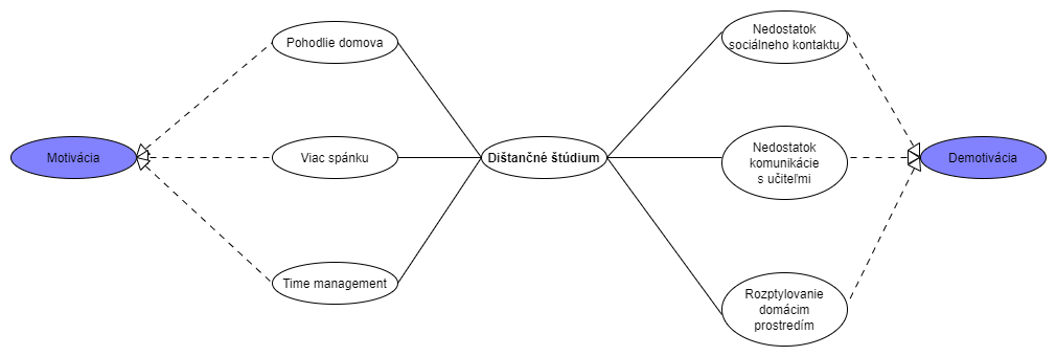 Pohodlie domova
Nedostatok
sociálneho kontaktu
Motivácia
Viac spánku
Dištančné štúdium
Nedostatok
komunikácie
s učiteľmi
Demotivácia
Time management
Rozptylovanie
domácim
prostredím